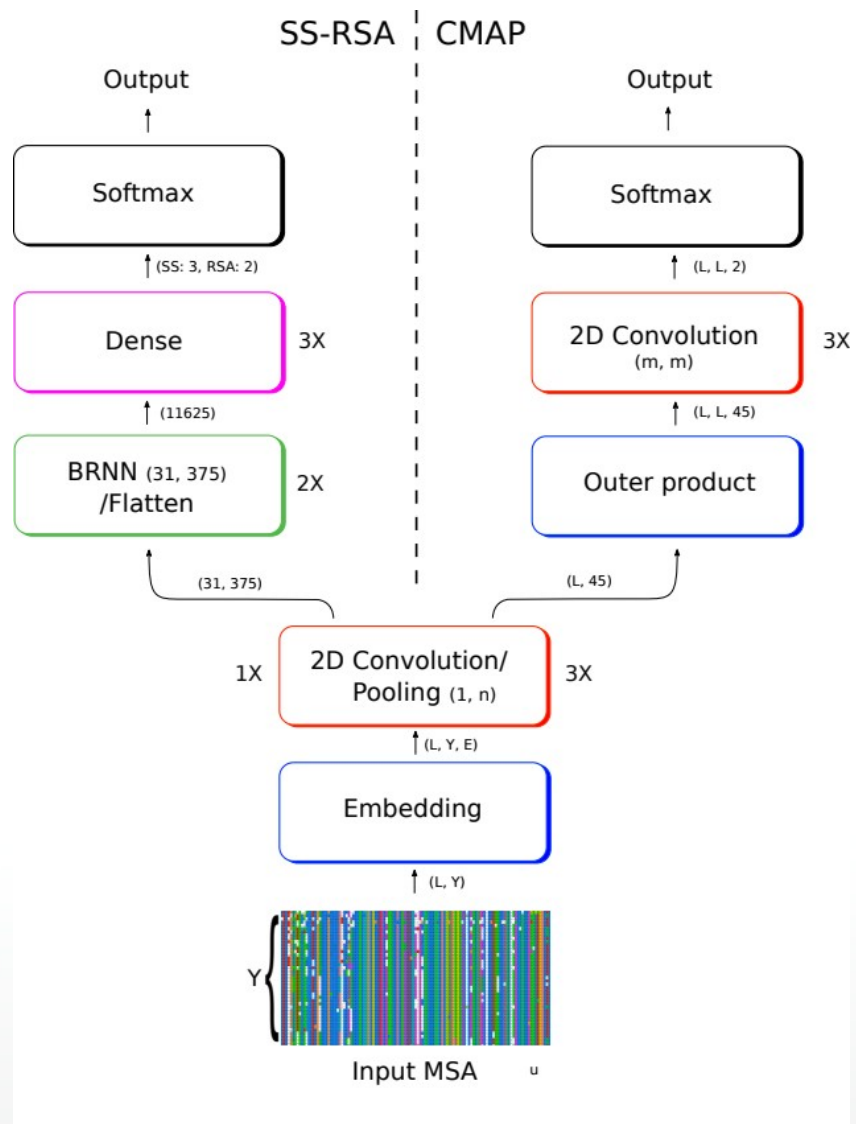 SS-RSA
CMAP
Output
Output
Softmax
Softmax
(SS: 3, RSA: 2)
(L, L, 2)
Dense
3X
2D Convolution
(m, m)
3X
(11625)
(L, L, 45)
BRNN (31, 375)
/Flatten
2X
Outer product
(31, 375)
(L, 45)
1X
2D Convolution/
Pooling (1, n)
3X
(L, Y, E)
Embedding
(L, Y)
Y
Input MSA
u